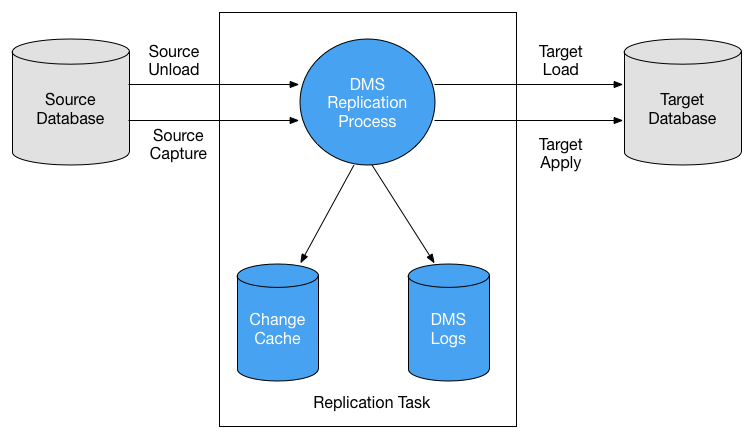 Source
Database
Source
Unload
Source
Capture
DMS
Replication
Process
Target
Load
Target
Apply
Target
Database
Change
Cache
DMS
Logs
Replication Task